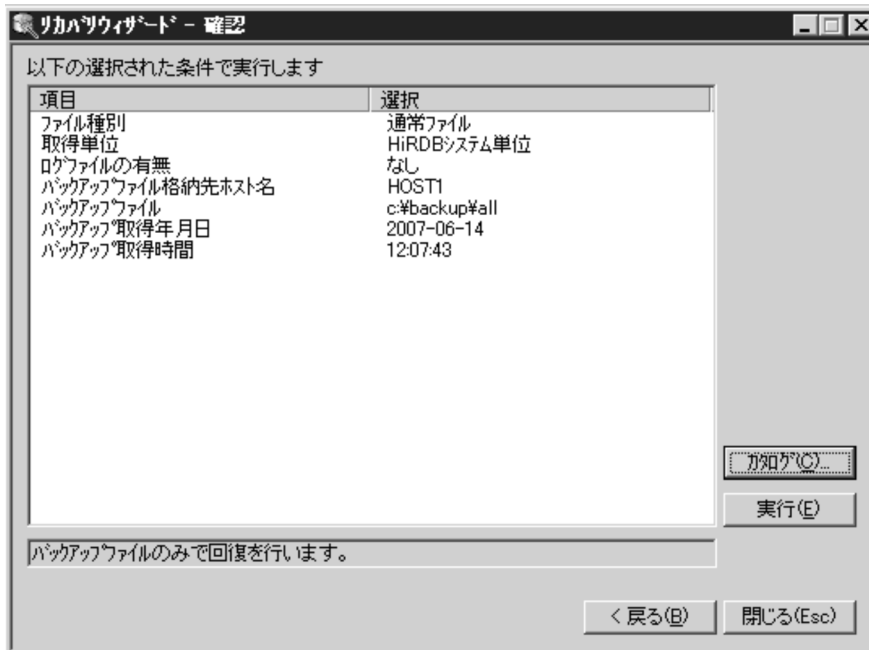 ﾘｶﾊﾞﾘｳｨｻﾞｰﾄﾞ - 確認
以下の選択された条件で実行します
項目 選択
ﾌｧｲﾙ種別 通常ﾌｧｲﾙ
取得単位 HiRDBｼｽﾃﾑ単位
ﾛｸﾞﾌｧｲﾙの有無 なし
ﾊﾞｯｸｱｯﾌﾟﾌｧｲﾙ格納先ﾎｽﾄ名 HOST1
ﾊﾞｯｸｱｯﾌﾟﾌｧｲﾙ c:¥backup¥all
ﾊﾞｯｸｱｯﾌﾟ取得年月日 2007-06-14
ﾊﾞｯｸｱｯﾌﾟ取得時間 12:07:43
ｶﾀﾛｸﾞ(C)...
実行(E)
ﾊﾞｯｸｱｯﾌﾟﾌｧｲﾙのみで回復を行います。
< 戻る(B) 閉じる(Esc)